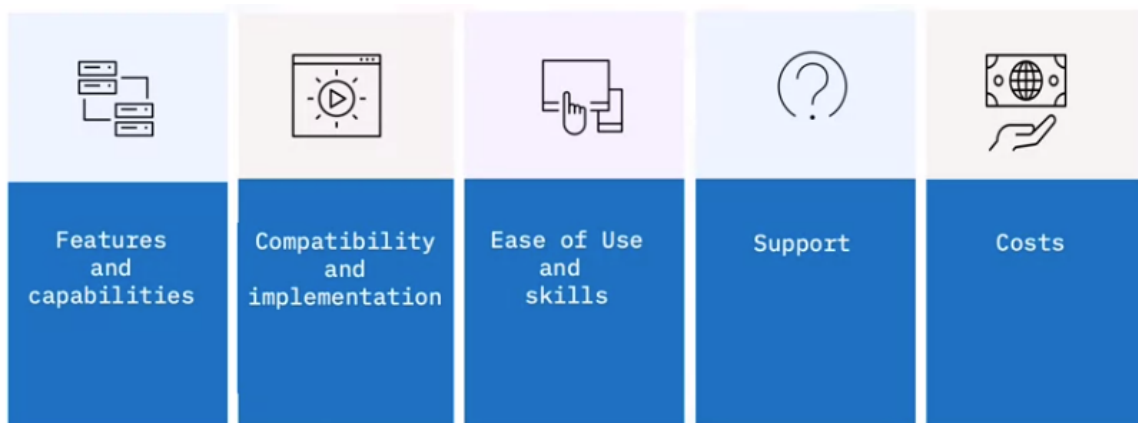 Features
and
capabilities
Compatibility
and
implementation
Ease of Use
and
skills
Support
Costs